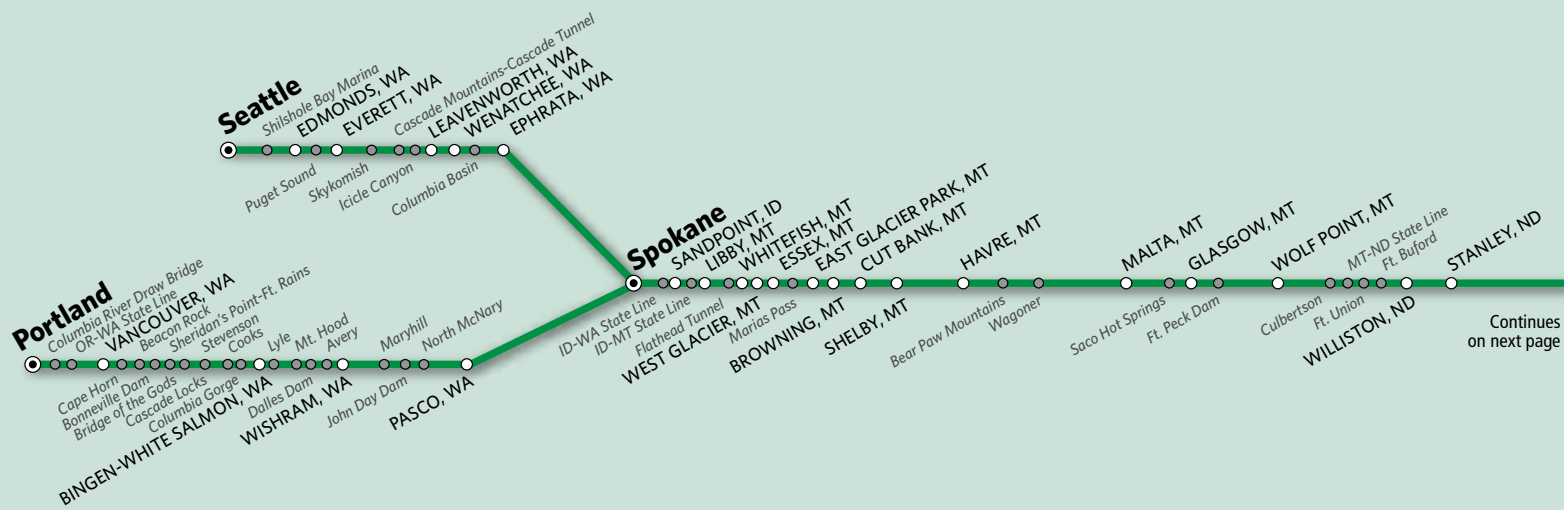 Seattle
Shilshole Bay Marina
EDMONDS, WA
Puget Sound
EVERETT, WA
Skykomish
Cascade Mountains-Cascade Tunnel
Icicle Canyon
LEAVENWORTH, WA
WENATCHEE, WA
Columbia Basin
EPHRATA, WA
Portland
Columbia River Draw Bridge
OR-WA State Line
VANCOUVER, WA
Cape Horn
Beacon Rock
Bonneville Dam
Sheridan's Point-Ft. Rains
Bridge of the Gods
Stevenson
Cascade Locks
Cooks
Columbia Gorge
BINGEN-WHITE SALMON, WA
Lyle
Mt. Hood
Dalles Dam
Avery
WISHRAM, WA
Maryhill
John Day Dam
North McNary
PASCO, WA
Spokane
ID-WA State Line
SANDPOINT, ID
ID-MT State Line
LIBBY, MT
Flathead Tunnel
WHITEFISH, MT
WEST GLACIER, MT
ESSEX, MT
Marias Pass
EAST GLACIER PARK, MT
BROWNING, MT
CUT BANK, MT
SHELBY, MT
HAVRE, MT
Bear Paw Mountains
Wagoner
MALTA, MT
Saco Hot Springs
GLASGOW, MT
Ft. Peck Dam
WOLF POINT, MT
Culbertson
MT-ND State Line
Ft. Union
Ft. Buford
WILLISTON, ND
STANLEY, ND
Continues
on next page